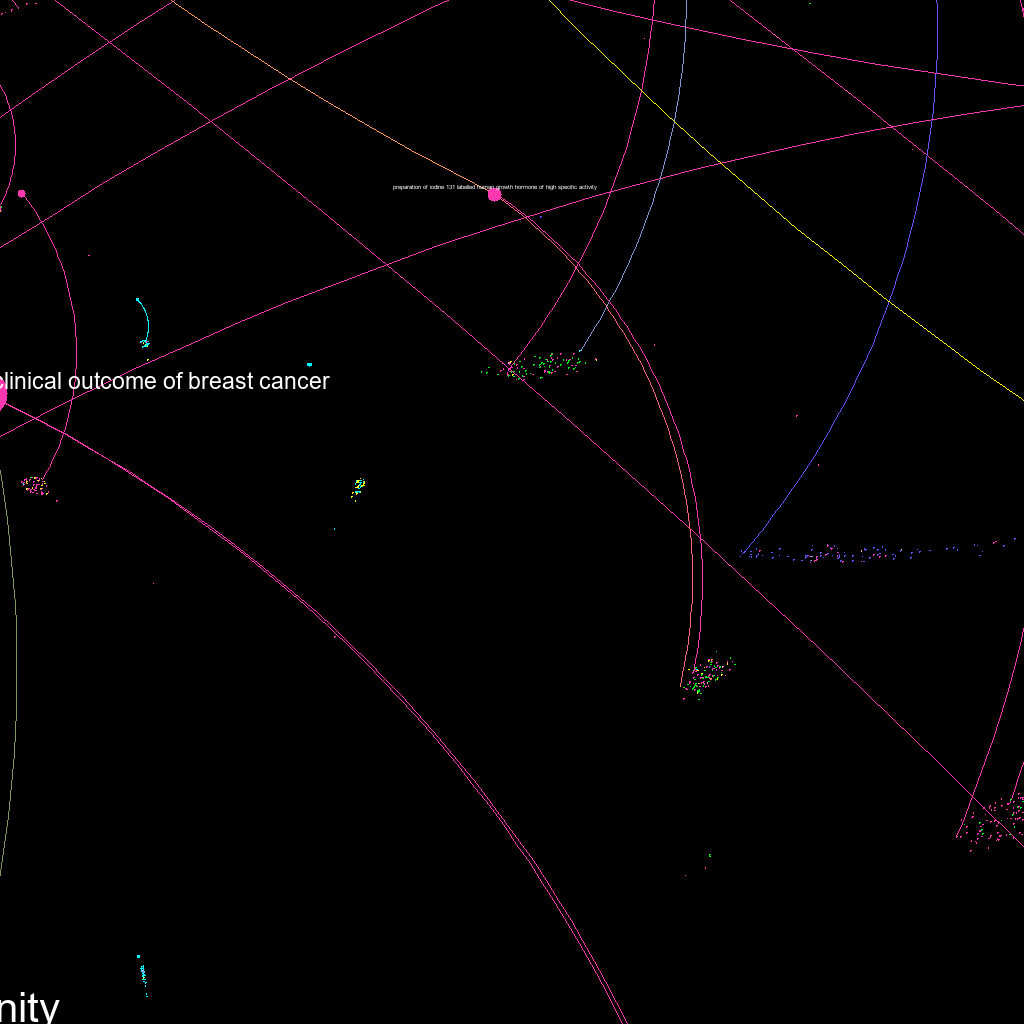 preparation of iodine 131 labelled human growth hormone of high specific activity
clinical outcome of breast cancer
nity